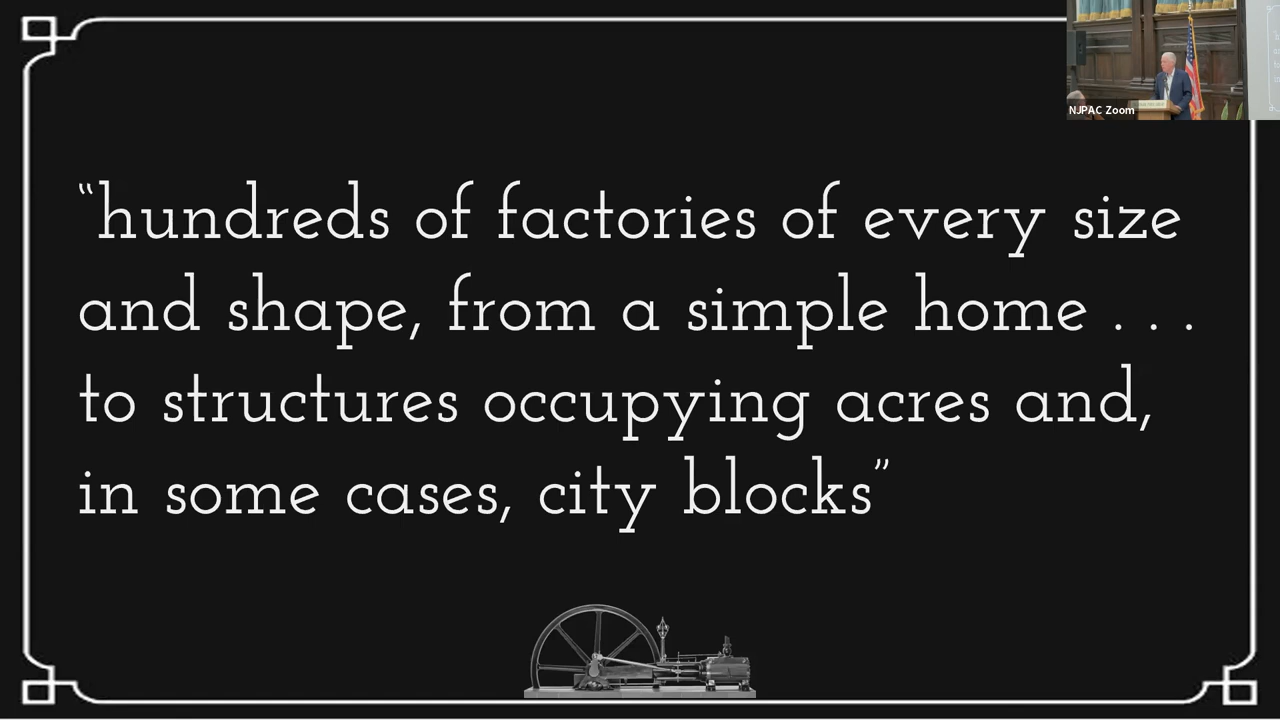 NJPAC Zoom
“hundreds of factories of every size
and shape, from a simple home . . .
to structures occupying acres and,
in some cases, city blocks”